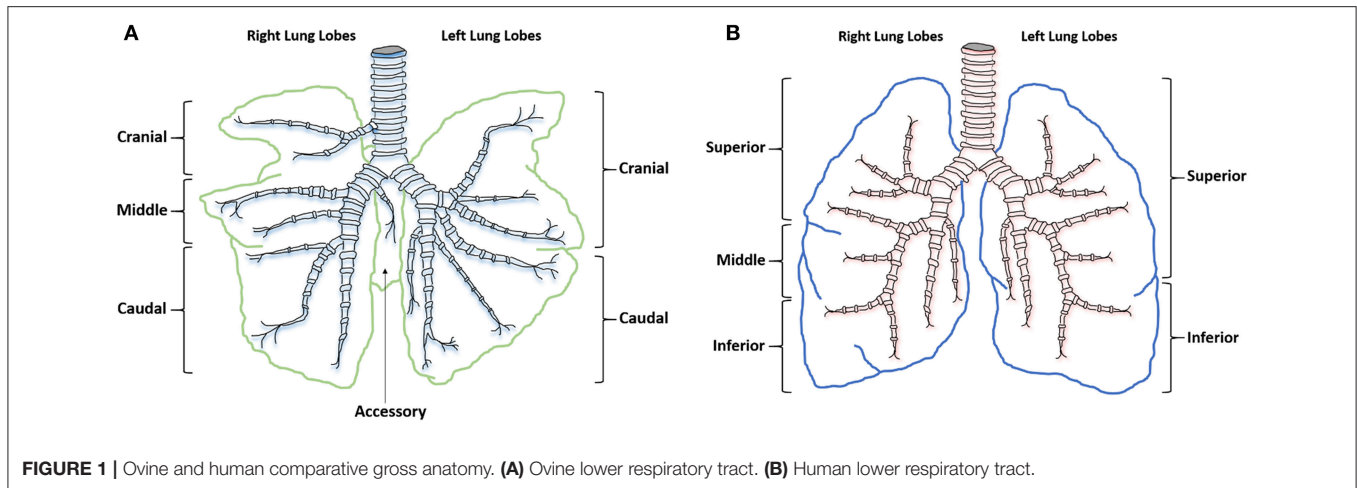 A
Right Lung Lobes
Left Lung Lobes
Cranial
Middle
Caudal
Cranial
Caudal
Accessory
B
Right Lung Lobes
Left Lung Lobes
Superior
Middle
Inferior
Superior
Inferior
FIGURE 1 | Ovine and human comparative gross anatomy. (A) Ovine lower respiratory tract. (B) Human lower respiratory tract.